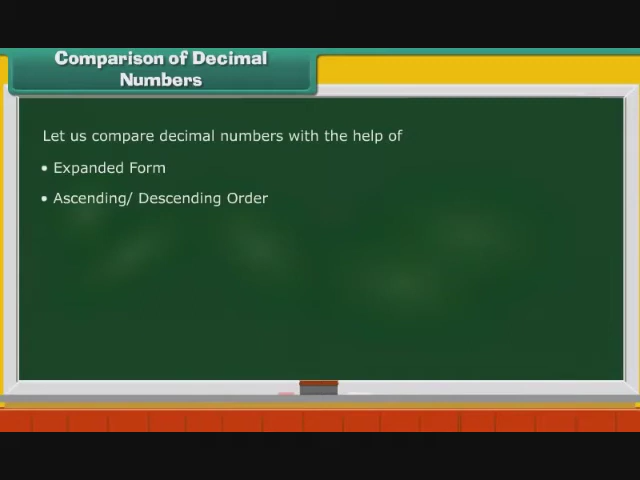 Comparison of Decimal
Numbers
Let us compare decimal numbers with the help of
• Expanded Form
• Ascending/ Descending Order